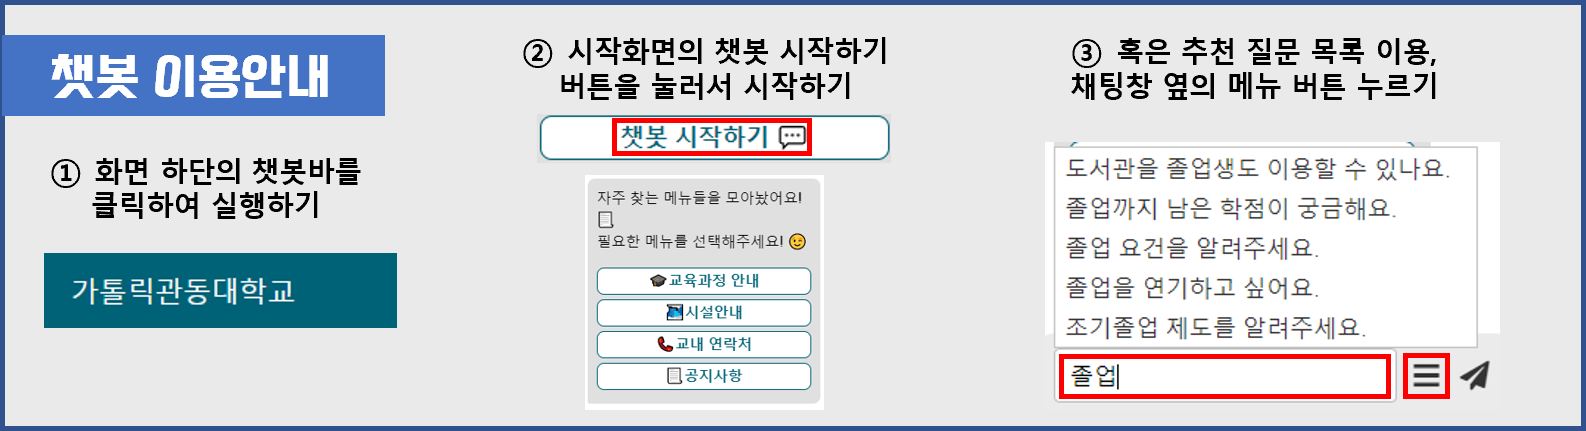 챗봇 이용안내
① 화면 하단의 챗봇바를
클릭하여 실행하기
가톨릭관동대학교
② 시작화면의 챗봇 시작하기
버튼을 눌러서 시작하기
챗봇 시작하기
자주 찾는 메뉴들을 모아놨어요!
필요한 메뉴를 선택해주세요! 😉
교육과정 안내
시설안내
교내 연락처
공지사항
③ 혹은 추천 질문 목록 이용,
채팅창 옆의 메뉴 버튼 누르기
도서관을 졸업생도 이용할 수 있나요.
졸업까지 남은 학점이 궁금해요.
졸업 요건을 알려주세요.
졸업을 연기하고 싶어요.
조기졸업 제도를 알려주세요.
졸업